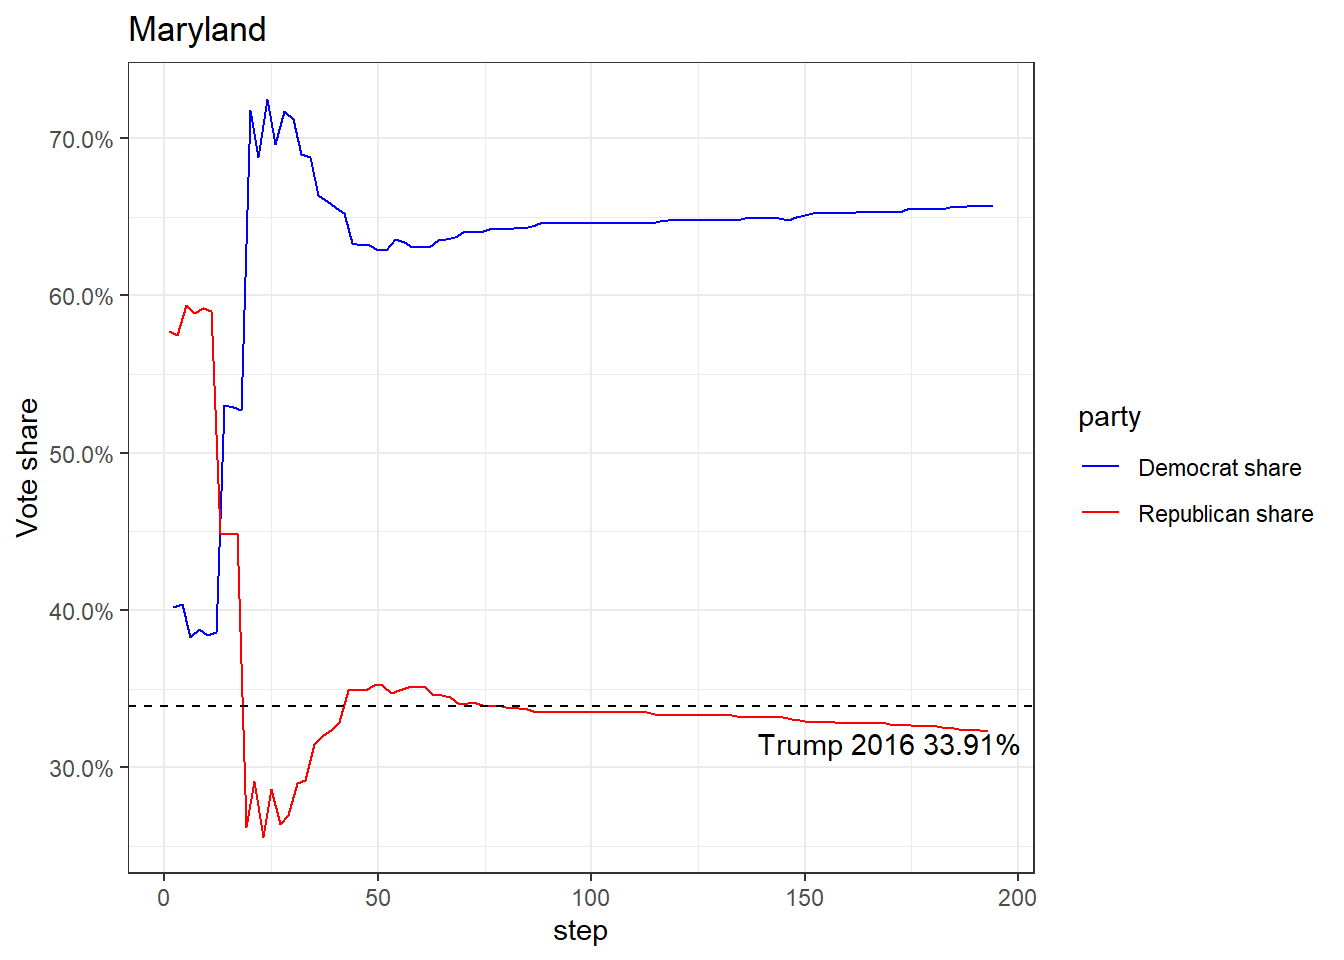 Maryland
70.0%
60.0%
50.0%
40.0%
30.0%
Vote share
Trump 2016 33.91%
0
50
100
150
200
step
party
Democrat share
Republican share